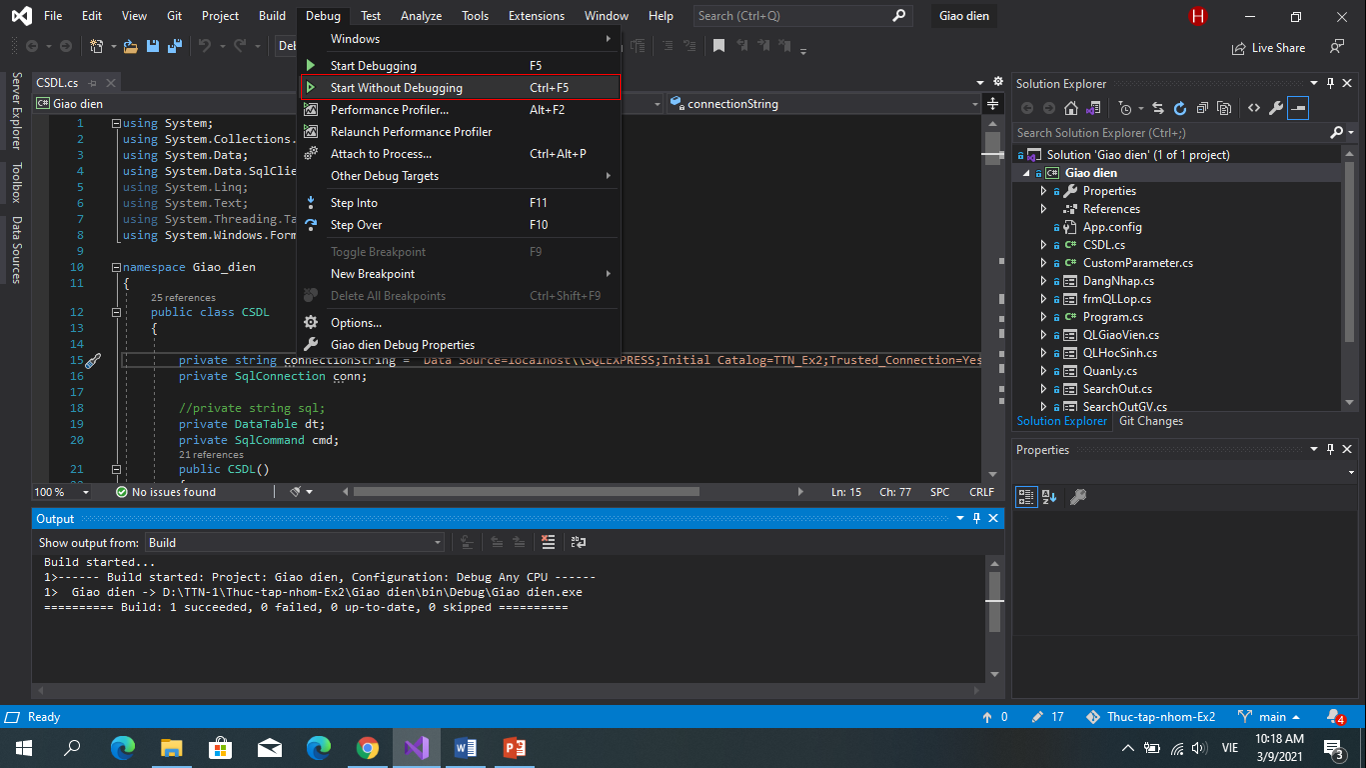 File Edit View Git Project Build Debug Test Analyze Tools Extensions Window Help Search (Ctrl+Q) Giao dien H
Live Share
Windows
Start Debugging F5
Start Without Debugging Ctrl+F5
Performance Profiler... Alt+F2
Relaunch Performance Profiler
Attach to Process... Ctrl+Alt+P
Other Debug Targets
Step Into F11
Step Over F10
Toggle Breakpoint F9
New Breakpoint
Delete All Breakpoints Ctrl+Shift+F9
Options...
Giao dien Debug Properties
Server Explorer
Toolbox
Data Sources
CSDL.cs
C# Giao dien
connectionString
1 using System;
2 using System.Collections.
3 using System.Data;
4 using System.Data.SqlClie
5 using System.Linq;
6 using System.Text;
7 using System.Threading.Ta
8 using System.Windows.Form
9
10 namespace Giao_dien
11 {
25 references
12 public class CSDL
13 {
14
15 private string connectionString = "Data Source=localhost\\SQLEXPRESS;Initial Catalog=TTN_Ex2;Trusted_Connection=Yes
16 private SqlConnection conn;
17
18 //private string sql;
19 private DataTable dt;
20 private SqlCommand cmd;
21 references
21 public CSDL()
100 % No issues found Ln: 15 Ch: 77 SPC CRLF
Output
Show output from: Build
Build started...
1>------ Build started: Project: Giao dien, Configuration: Debug Any CPU ------
1> Giao dien -> D:\TTN-1\Thuc-tap-nhom-Ex2\Giao dien\bin\Debug\Giao dien.exe
========== Build: 1 succeeded, 0 failed, 0 up-to-date, 0 skipped ==========
Solution Explorer
Search Solution Explorer (Ctrl+;)
Solution 'Giao dien' (1 of 1 project)
C# Giao dien
Properties
References
App.config
C# CSDL.cs
C# CustomParameter.cs
DangNhap.cs
frmQLLop.cs
C# Program.cs
QLGiaoVien.cs
QLHocSinh.cs
QuanLy.cs
SearchOut.cs
SearchOutGV.cs
Solution Explorer Git Changes
Properties
Ready 0 17 Thuc-tap-nhom-Ex2 main 4
VIE 10:18 AM
3/9/2021 3